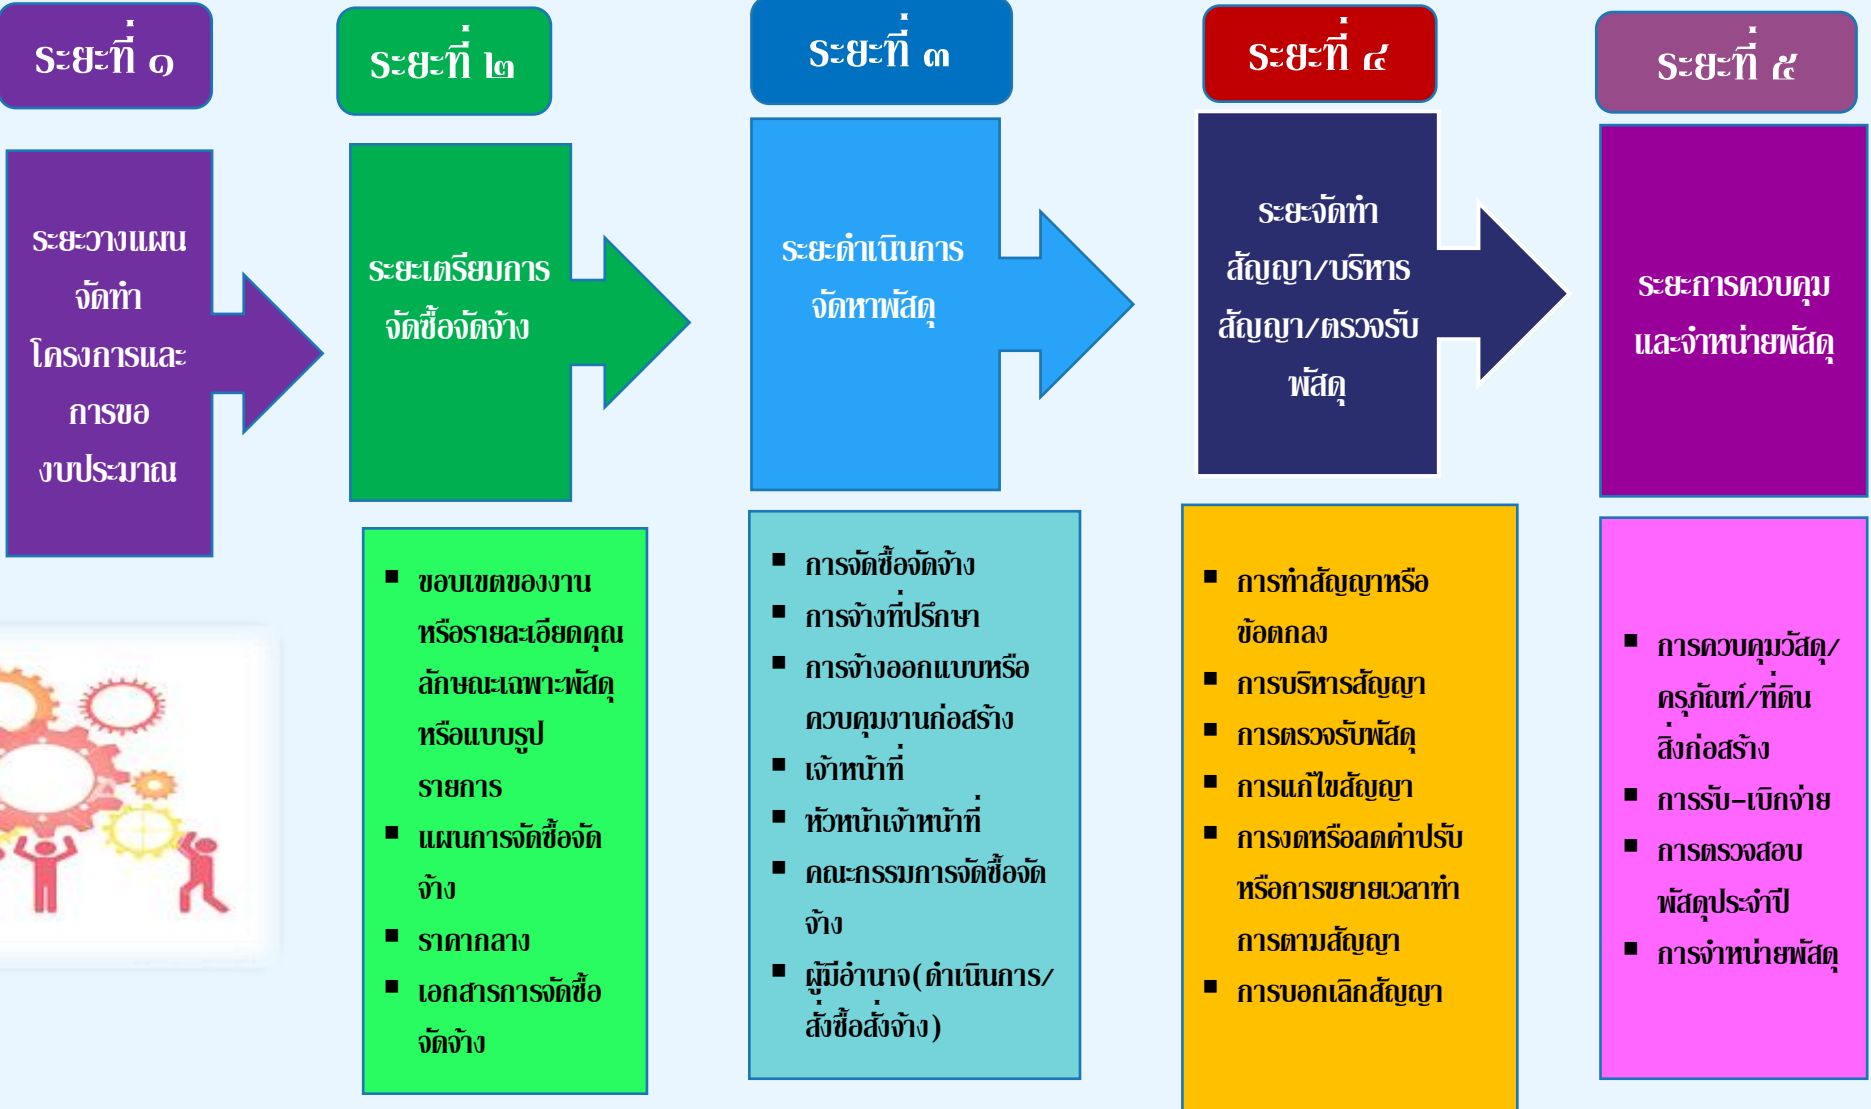 ระยะที่ ๑
ระยะวางแผน
จัดทำ
โครงการและ
การขอ
งบประมาณ
ระยะที่ ๒
ระยะเตรียมการ
จัดซื้อจัดจ้าง
▪ ขอบเขตของงาน
หรือรายละเอียดคุณ
ลักษณะเฉพาะพัสดุ
หรือแบบรูป
รายการ
▪ แผนการจัดซื้อจัด
จ้าง
▪ ราคากลาง
▪ เอกสารการจัดซื้อ
จัดจ้าง
ระยะที่ ๓
ระยะดำเนินการ
จัดหาพัสดุ
▪ การจัดซื้อจัดจ้าง
▪ การจ้างที่ปรึกษา
▪ การจ้างออกแบบหรือ
ควบคุมงานก่อสร้าง
▪ เจ้าหน้าที่
▪ หัวหน้าเจ้าหน้าที่
▪ คณะกรรมการจัดซื้อจัด
จ้าง
▪ ผู้มีอำนาจ(ดำเนินการ/
สั่งซื้อสั่งจ้าง)
ระยะที่ ๔
ระยะจัดทำ
สัญญา/บริหาร
สัญญา/ตรวจรับ
พัสดุ
▪ การทำสัญญาหรือ
ข้อตกลง
▪ การบริหารสัญญา
▪ การตรวจรับพัสดุ
▪ การแก้ไขสัญญา
▪ การงดหรือลดค่าปรับ
หรือการขยายเวลาทำ
การตามสัญญา
▪ การบอกเลิกสัญญา
ระยะที่ ๕
ระยะการควบคุม
และจำหน่ายพัสดุ
▪ การควบคุมวัสดุ/
ครุภัณฑ์/ที่ดิน
สิ่งก่อสร้าง
▪ การรับ-เบิกจ่าย
▪ การตรวจสอบ
พัสดุประจำปี
▪ การจำหน่ายพัสดุ